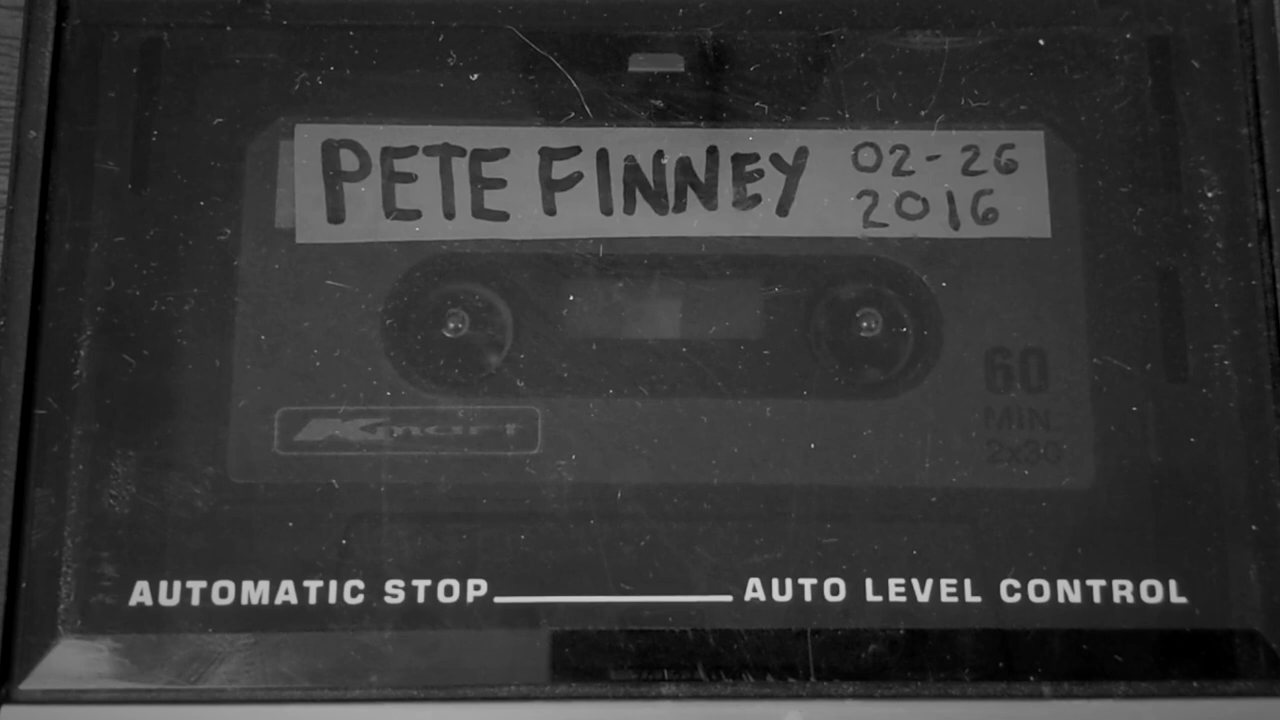 PETE FINNEY
02-26
2016
60
MIN.
2x30
Kmart
AUTOMATIC STOP
AUTO LEVEL CONTROL